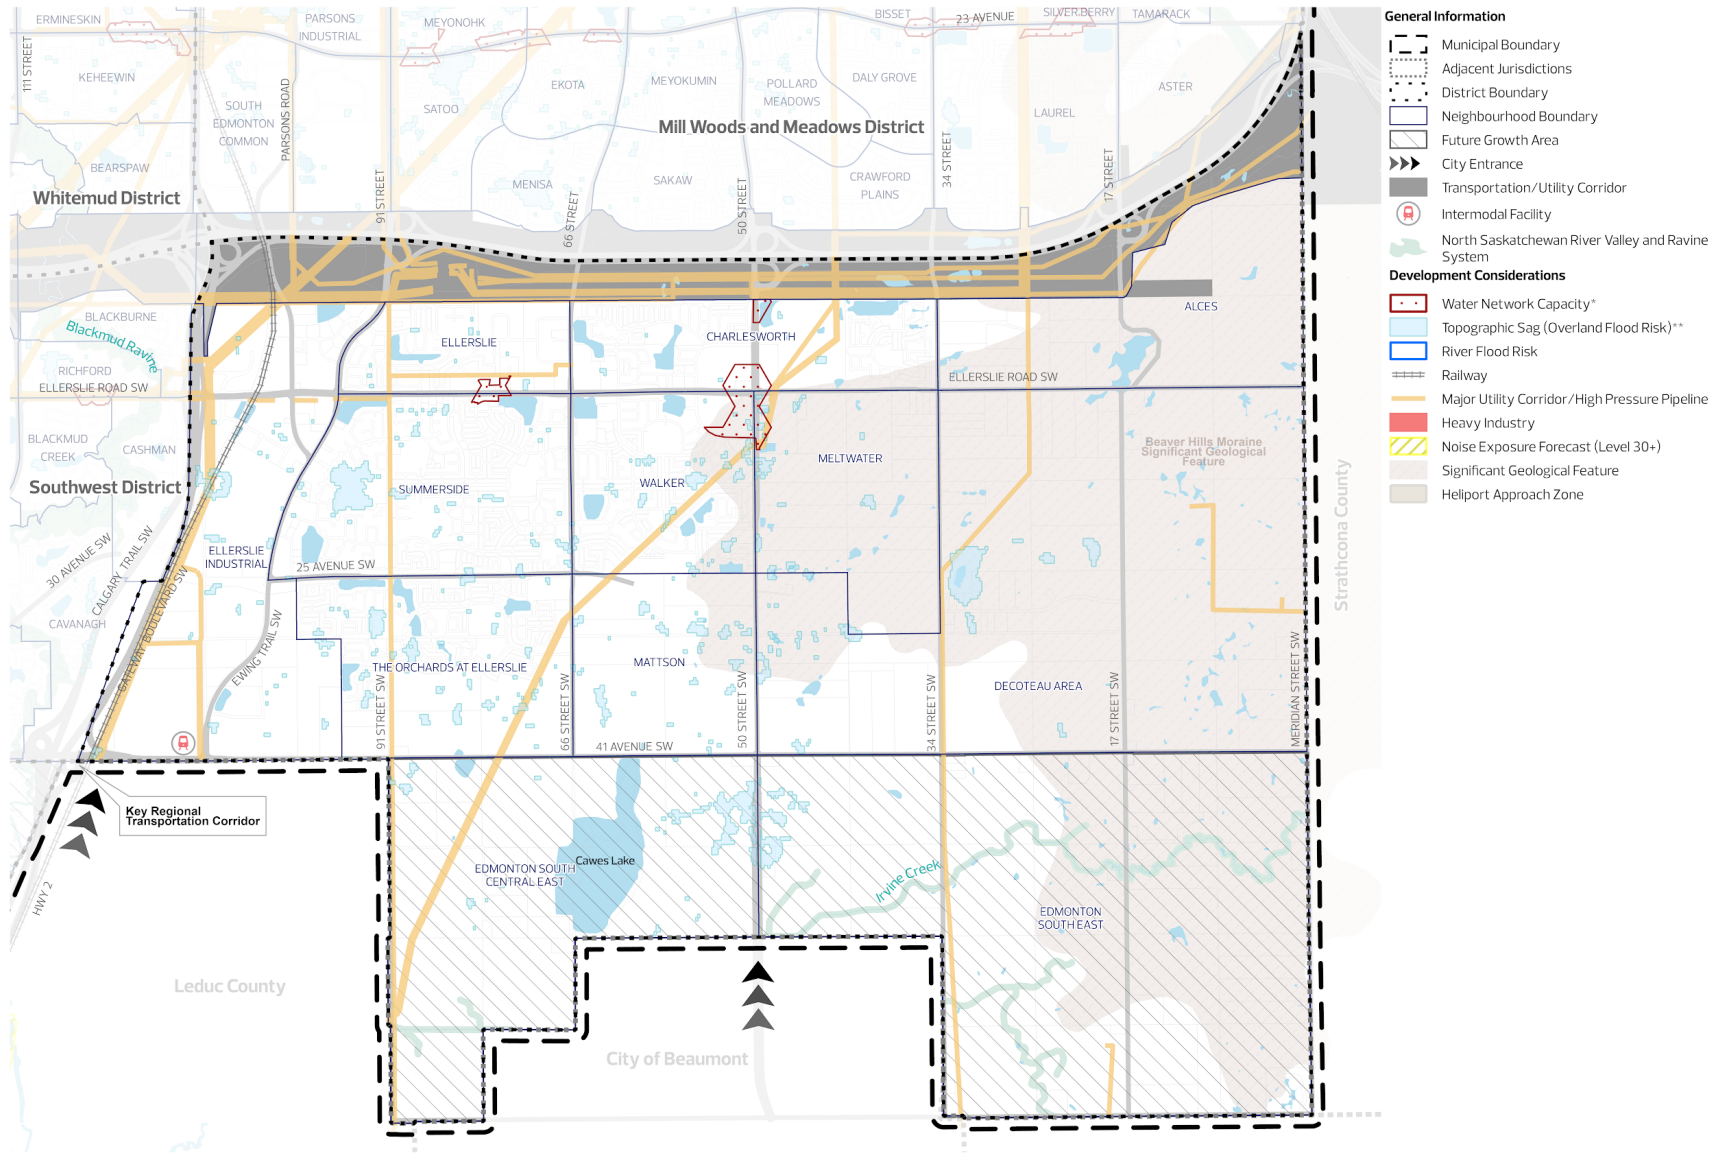 ERMINESKIN
PARSONS
INDUSTRIAL
MEYONOHK
BISSET
23 AVENUE
SILVER BERRY
TAMARACK
111 STREET
KEHEEWIN
SOUTH
EDMONTON
COMMON
PARSONS ROAD
SATOO
EKOTA
MEYOKUMIN
POLLARD
MEADOWS
DALY GROVE
LAUREL
ASTER
Mill Woods and Meadows District
BEARSPAW
Whitemud District
91 STREET
MENISA
66 STREET
SAKAW
50 STREET
CRAWFORD
PLAINS
34 STREET
17 STREET
BLACKBURNE
Blackmud Ravine
RICHFORD
ELLERSLIE ROAD SW
ELLERSLIE
CHARLESWORTH
ALCES
ELLERSLIE ROAD SW
BLACKMUD
CREEK
CASHMAN
Southwest District
SUMMERSIDE
WALKER
MELTWATER
Beaver Hills Moraine
Significant Geological
Feature
Strathcona County
30 AVENUE SW
CALGARY TRAIL SW
ELLERSLIE
INDUSTRIAL
25 AVENUE SW
CAVANAGH
GATEWAY BOULEVARD SW
EWING TRAIL SW
THE ORCHARDS AT ELLERSLIE
MATTSON
DECOTEAU AREA
91 STREET SW
66 STREET SW
41 AVENUE SW
50 STREET SW
34 STREET SW
17 STREET SW
MERIDIAN STREET SW
Key Regional
Transportation Corridor
HWY 2
EDMONTON SOUTH
CENTRAL EAST
Cawes Lake
Irvine Creek
EDMONTON
SOUTH EAST
Leduc County
City of Beaumont
General Information
Municipal Boundary
Adjacent Jurisdictions
District Boundary
Neighbourhood Boundary
Future Growth Area
City Entrance
Transportation/Utility Corridor
Intermodal Facility
North Saskatchewan River Valley and Ravine
System
Development Considerations
Water Network Capacity*
Topographic Sag (Overland Flood Risk)**
River Flood Risk
Railway
Major Utility Corridor/High Pressure Pipeline
Heavy Industry
Noise Exposure Forecast (Level 30+)
Significant Geological Feature
Heliport Approach Zone